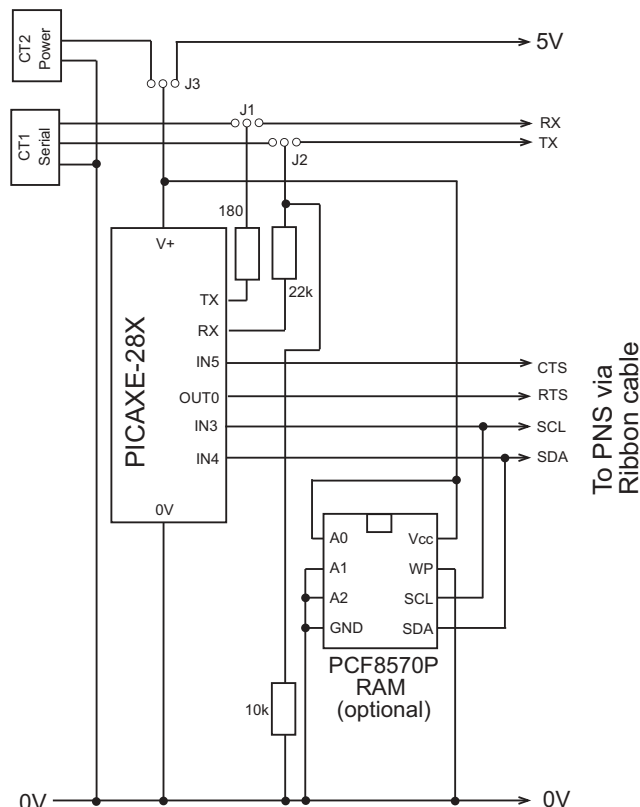 CT2
Power
5V
J3
CT1
Serial
J1
RX
TX
J2
180
V+
22k
TX
RX
PICAXE-28X
IN5
CTS
OUT0
RTS
IN3
SCL
IN4
SDA
To PNS via
Ribbon cable
0V
A0
Vcc
A1
WP
A2
SCL
GND
SDA
PCF8570P
RAM
(optional)
10k
0V
0V